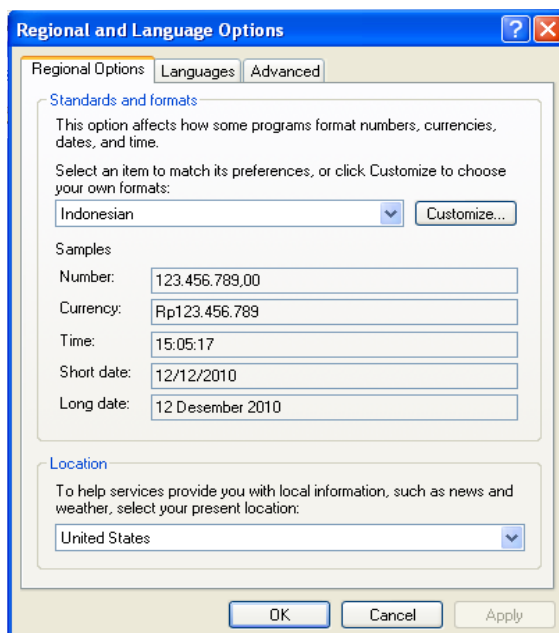 Regional and Language Options
Regional Options Languages Advanced
Standards and formats
This option affects how some programs format numbers, currencies,
dates, and time.
Select an item to match its preferences, or click Customize to choose
your own formats:
Indonesian Customize...
Samples
Number: 123.456.789,00
Currency: Rp123.456.789
Time: 15:05:17
Short date: 12/12/2010
Long date: 12 Desember 2010
Location
To help services provide you with local information, such as news and
weather, select your present location:
United States
OK Cancel Apply